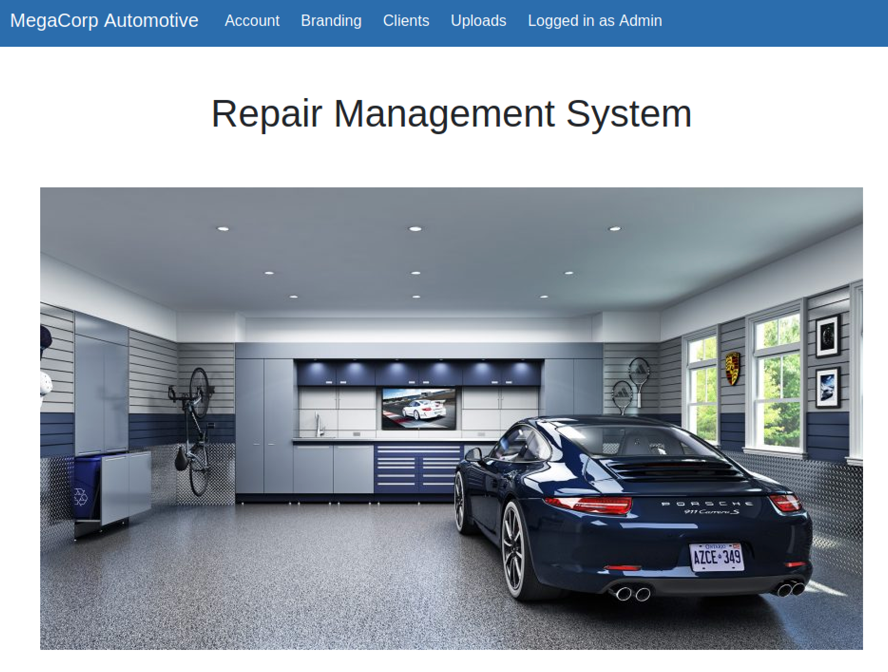 MegaCorp Automotive Account Branding Clients Uploads Logged in as Admin
Repair Management System
PORSCHE
911 Carrera S
AZCE 349